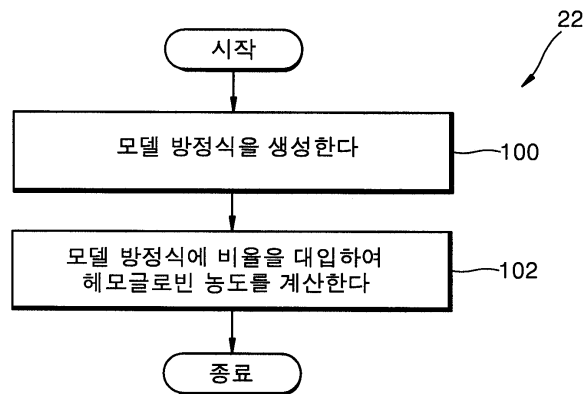 22
시작
모델 방정식을 생성한다
100
모델 방정식에 비율을 대입하여
헤모글로빈 농도를 계산한다
102
종료